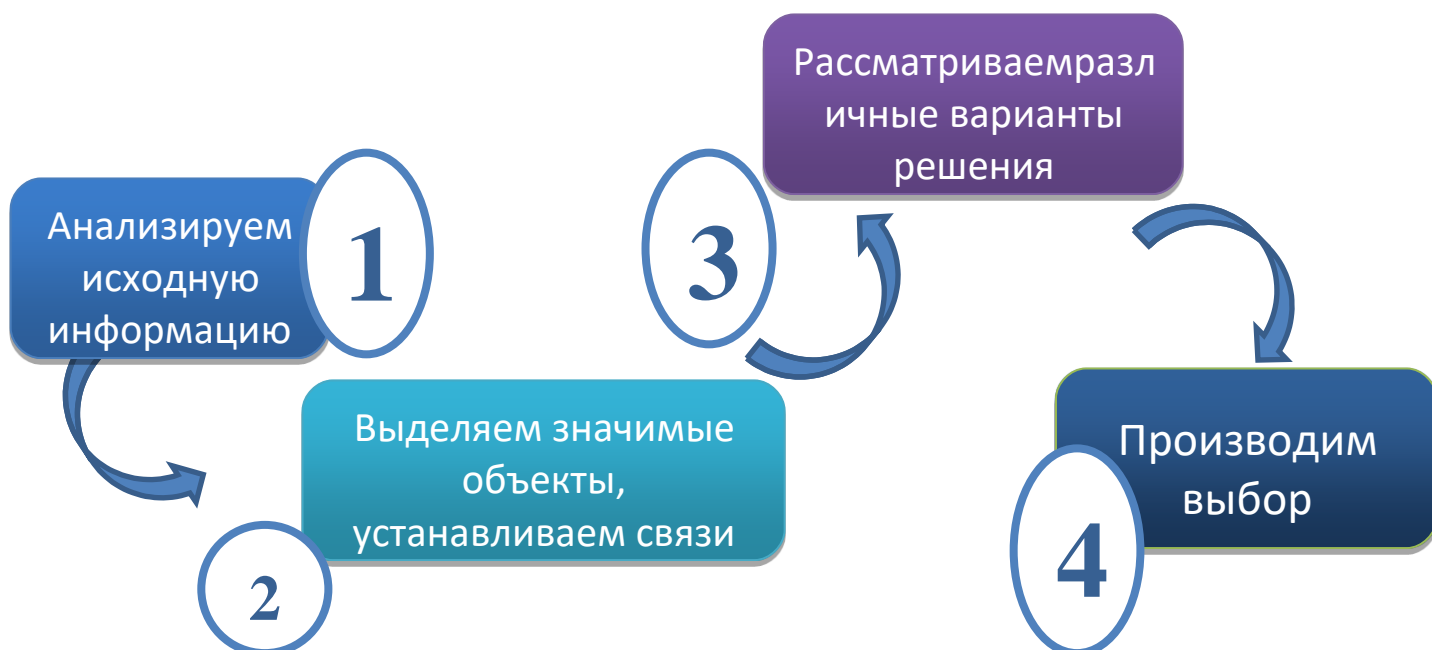 Анализируем
исходную
информацию
1
Выделяем значимые
объекты,
устанавливаем связи
2
Рассматриваемразл
ичные варианты
решения
3
Производим
выбор
4